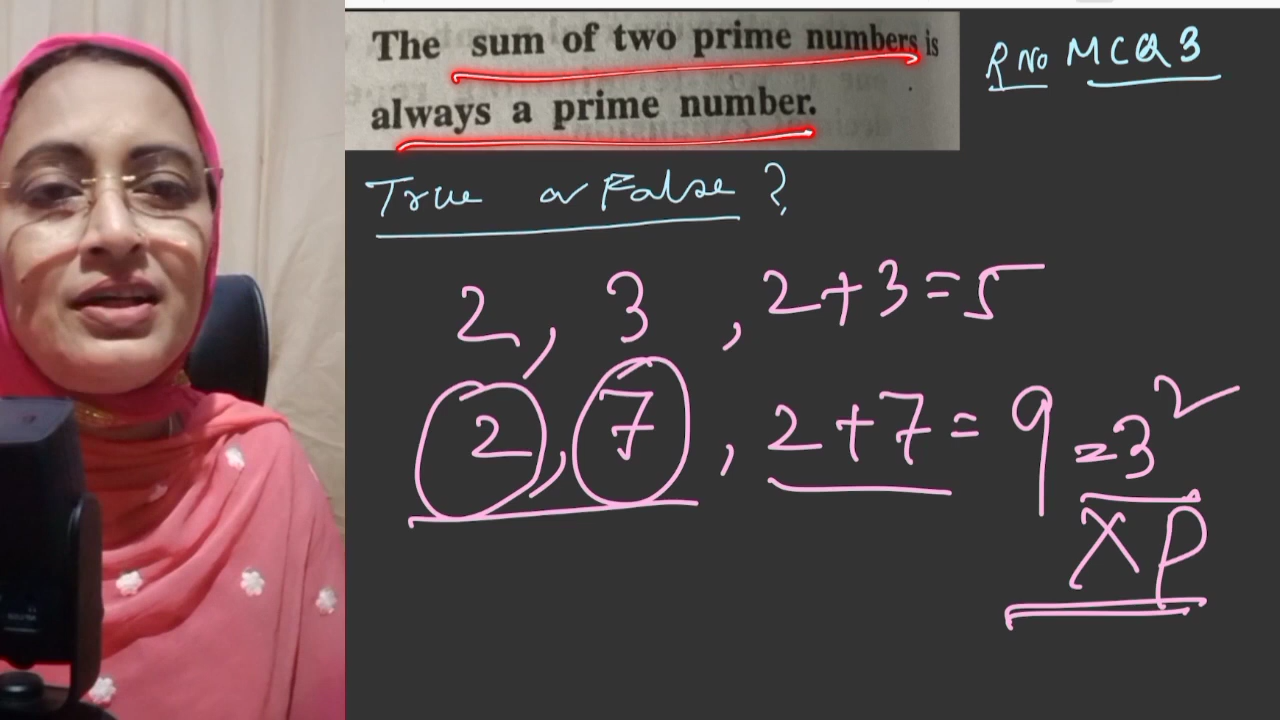 The sum of two prime numbers is
always a prime number.
R No MCQ 3
True or False ?
2, 3 , 2+3=5
2, 7 , 2+7 = 9 =3²
X P